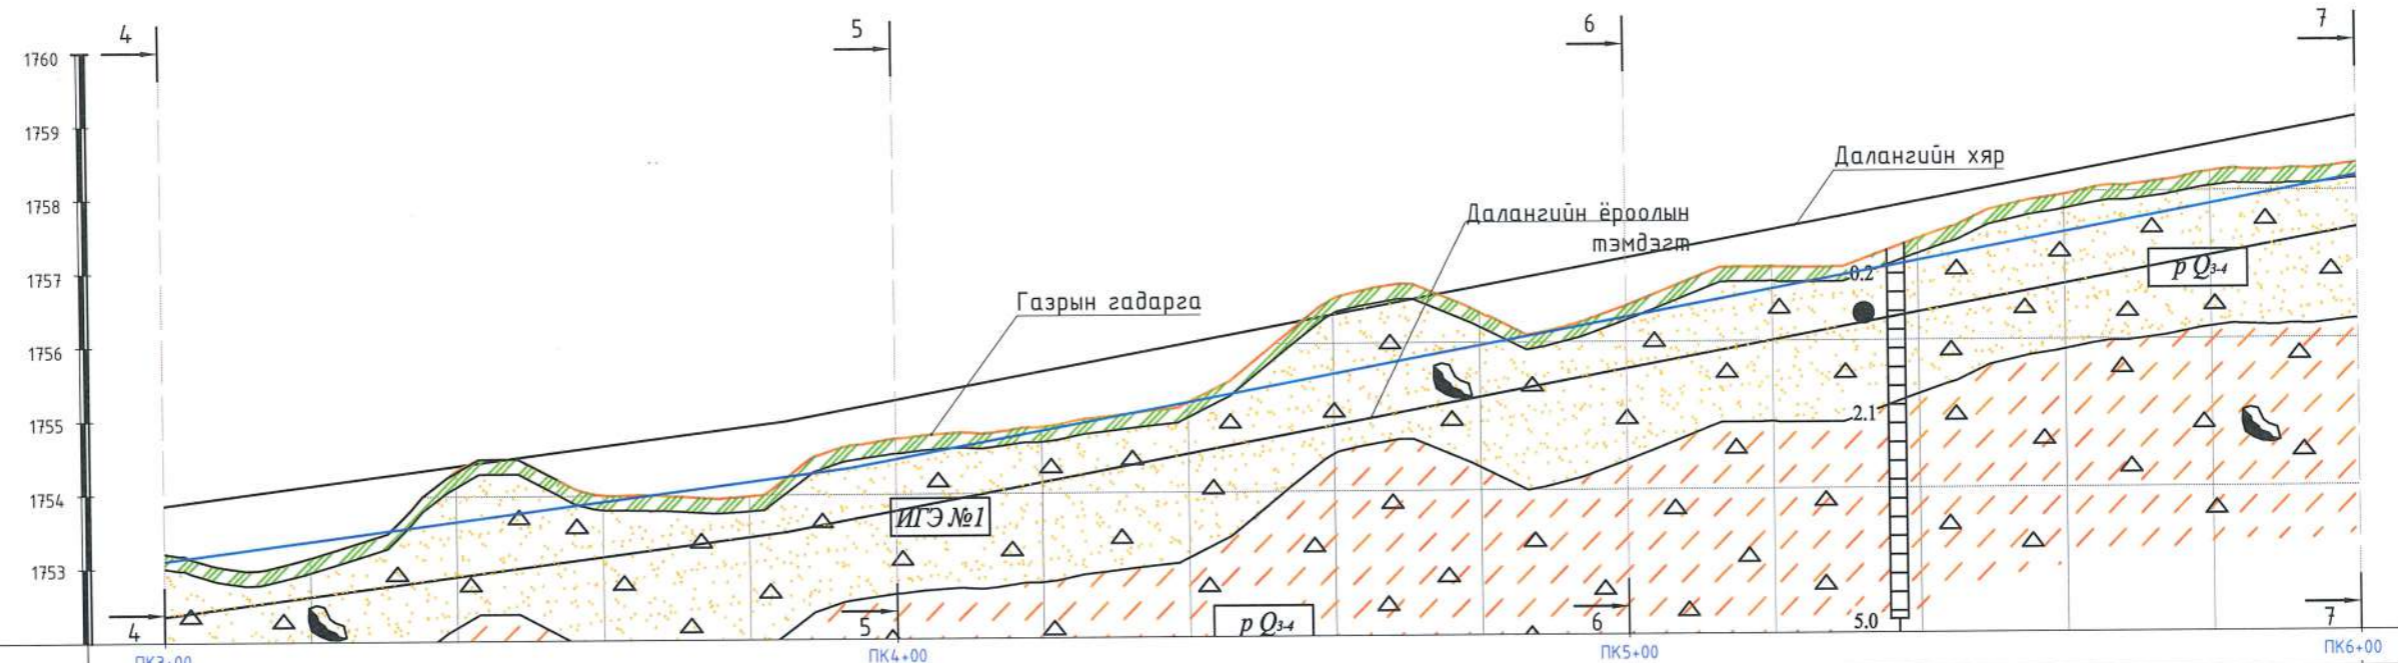 4
5
6
7
1760
1759
1758
1757
1756
1755
1754
1753
Далангийн хяр
Далангийн ёроолын
тэмдэгт
Газрын гадарга
0.2
р Q3-4
2.1
ИГЭ №1
р Q3-4
5.0
4
5
6
7
ПК3+00
ПК4+00
ПК5+00
ПК6+00